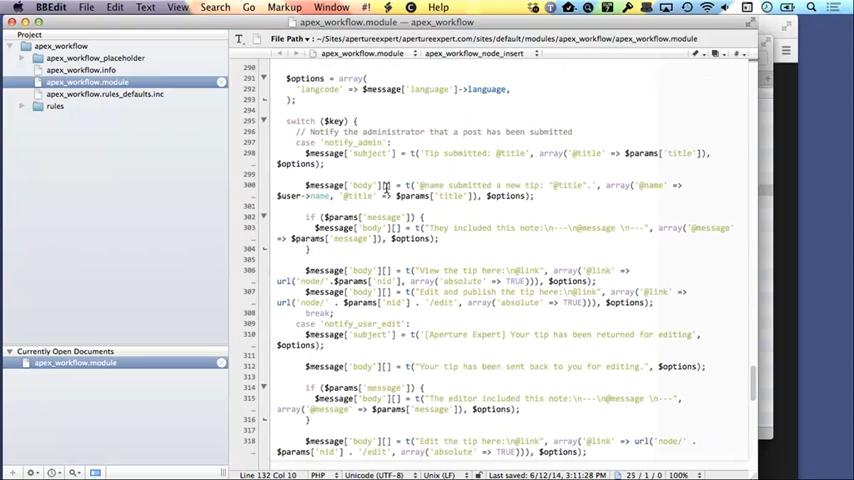 BBEdit File Edit Text View Search Go Markup Window Help
apex_workflow.module — apex_workflow
Project
File Path : ~/Sites/apertureexpert/apertureexpert.com/sites/default/modules/apex_workflow/apex_workflow.module
apex_workflow.module apex_workflow_node_insert
apex_workflow
apex_workflow_placeholder
apex_workflow.info
apex_workflow.module
apex_workflow.rules_defaults.inc
rules
290
291 $options = array(
292 'langcode' => $message['language']->language,
293 );
294
295 switch ($key) {
296 // Notify the administrator that a post has been submitted
297 case 'notify_admin':
298 $message['subject'] = t('Tip submitted: @title', array('@title' => $params['title']),
$options);
299
300 $message['body'][] = t('@name submitted a new tip: "@title".', array('@name' =>
$user->name, '@title' => $params['title']), $options);
301
302 if ($params['message']) {
303 $message['body'][] = t("They included this note:\n---\n@message \n---", array('@message'
=> $params['message']), $options);
304 }
305
306 $message['body'][] = t("View the tip here:\n@link", array('@link' =>
url('node/'.$params['nid'], array('absolute' => TRUE))), $options);
307 $message['body'][] = t("Edit and publish the tip here:\n@link", array('@link' =>
url('node/' . $params['nid'] . '/edit', array('absolute' => TRUE))), $options);
308 break;
309 case 'notify_user_edit':
310 $message['subject'] = t('[Aperture Expert] Your tip has been returned for editing',
$options);
311
312 $message['body'][] = t("Your tip has been sent back to you for editing.", $options);
313
314 if ($params['message']) {
315 $message['body'][] = t("The editor included this note:\n---\n@message \n---",
array('@message' => $params['message']), $options);
316 }
317
318 $message['body'][] = t("Edit the tip here:\n@link", array('@link' => url('node/' .
$params['nid'] . '/edit', array('absolute' => TRUE))), $options);
Currently Open Documents
apex_workflow.module
Line 132 Col 10 PHP Unicode (UTF-8) Unix (LF) Last saved: 6/12/14, 3:11:28 PM 25 / 1 / 0 100%